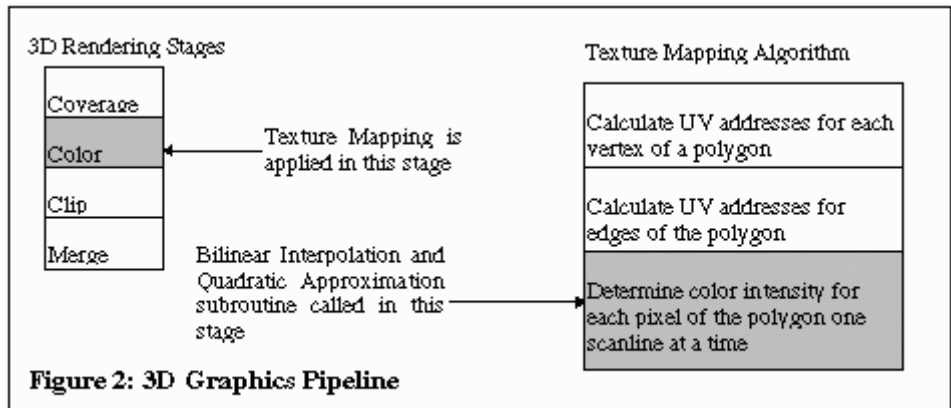 3D Rendering Stages
Coverage
Color
Clip
Merge
Texture Mapping is
applied in this stage
Bilinear Interpolation and
Quadratic Approximation
subroutine called in this
stage
Texture Mapping Algorithm
Calculate UV addresses for each
vertex of a polygon
Calculate UV addresses for
edges of the polygon
Determine color intensity for
each pixel of the polygon one
scanline at a time
Figure 2: 3D Graphics Pipeline